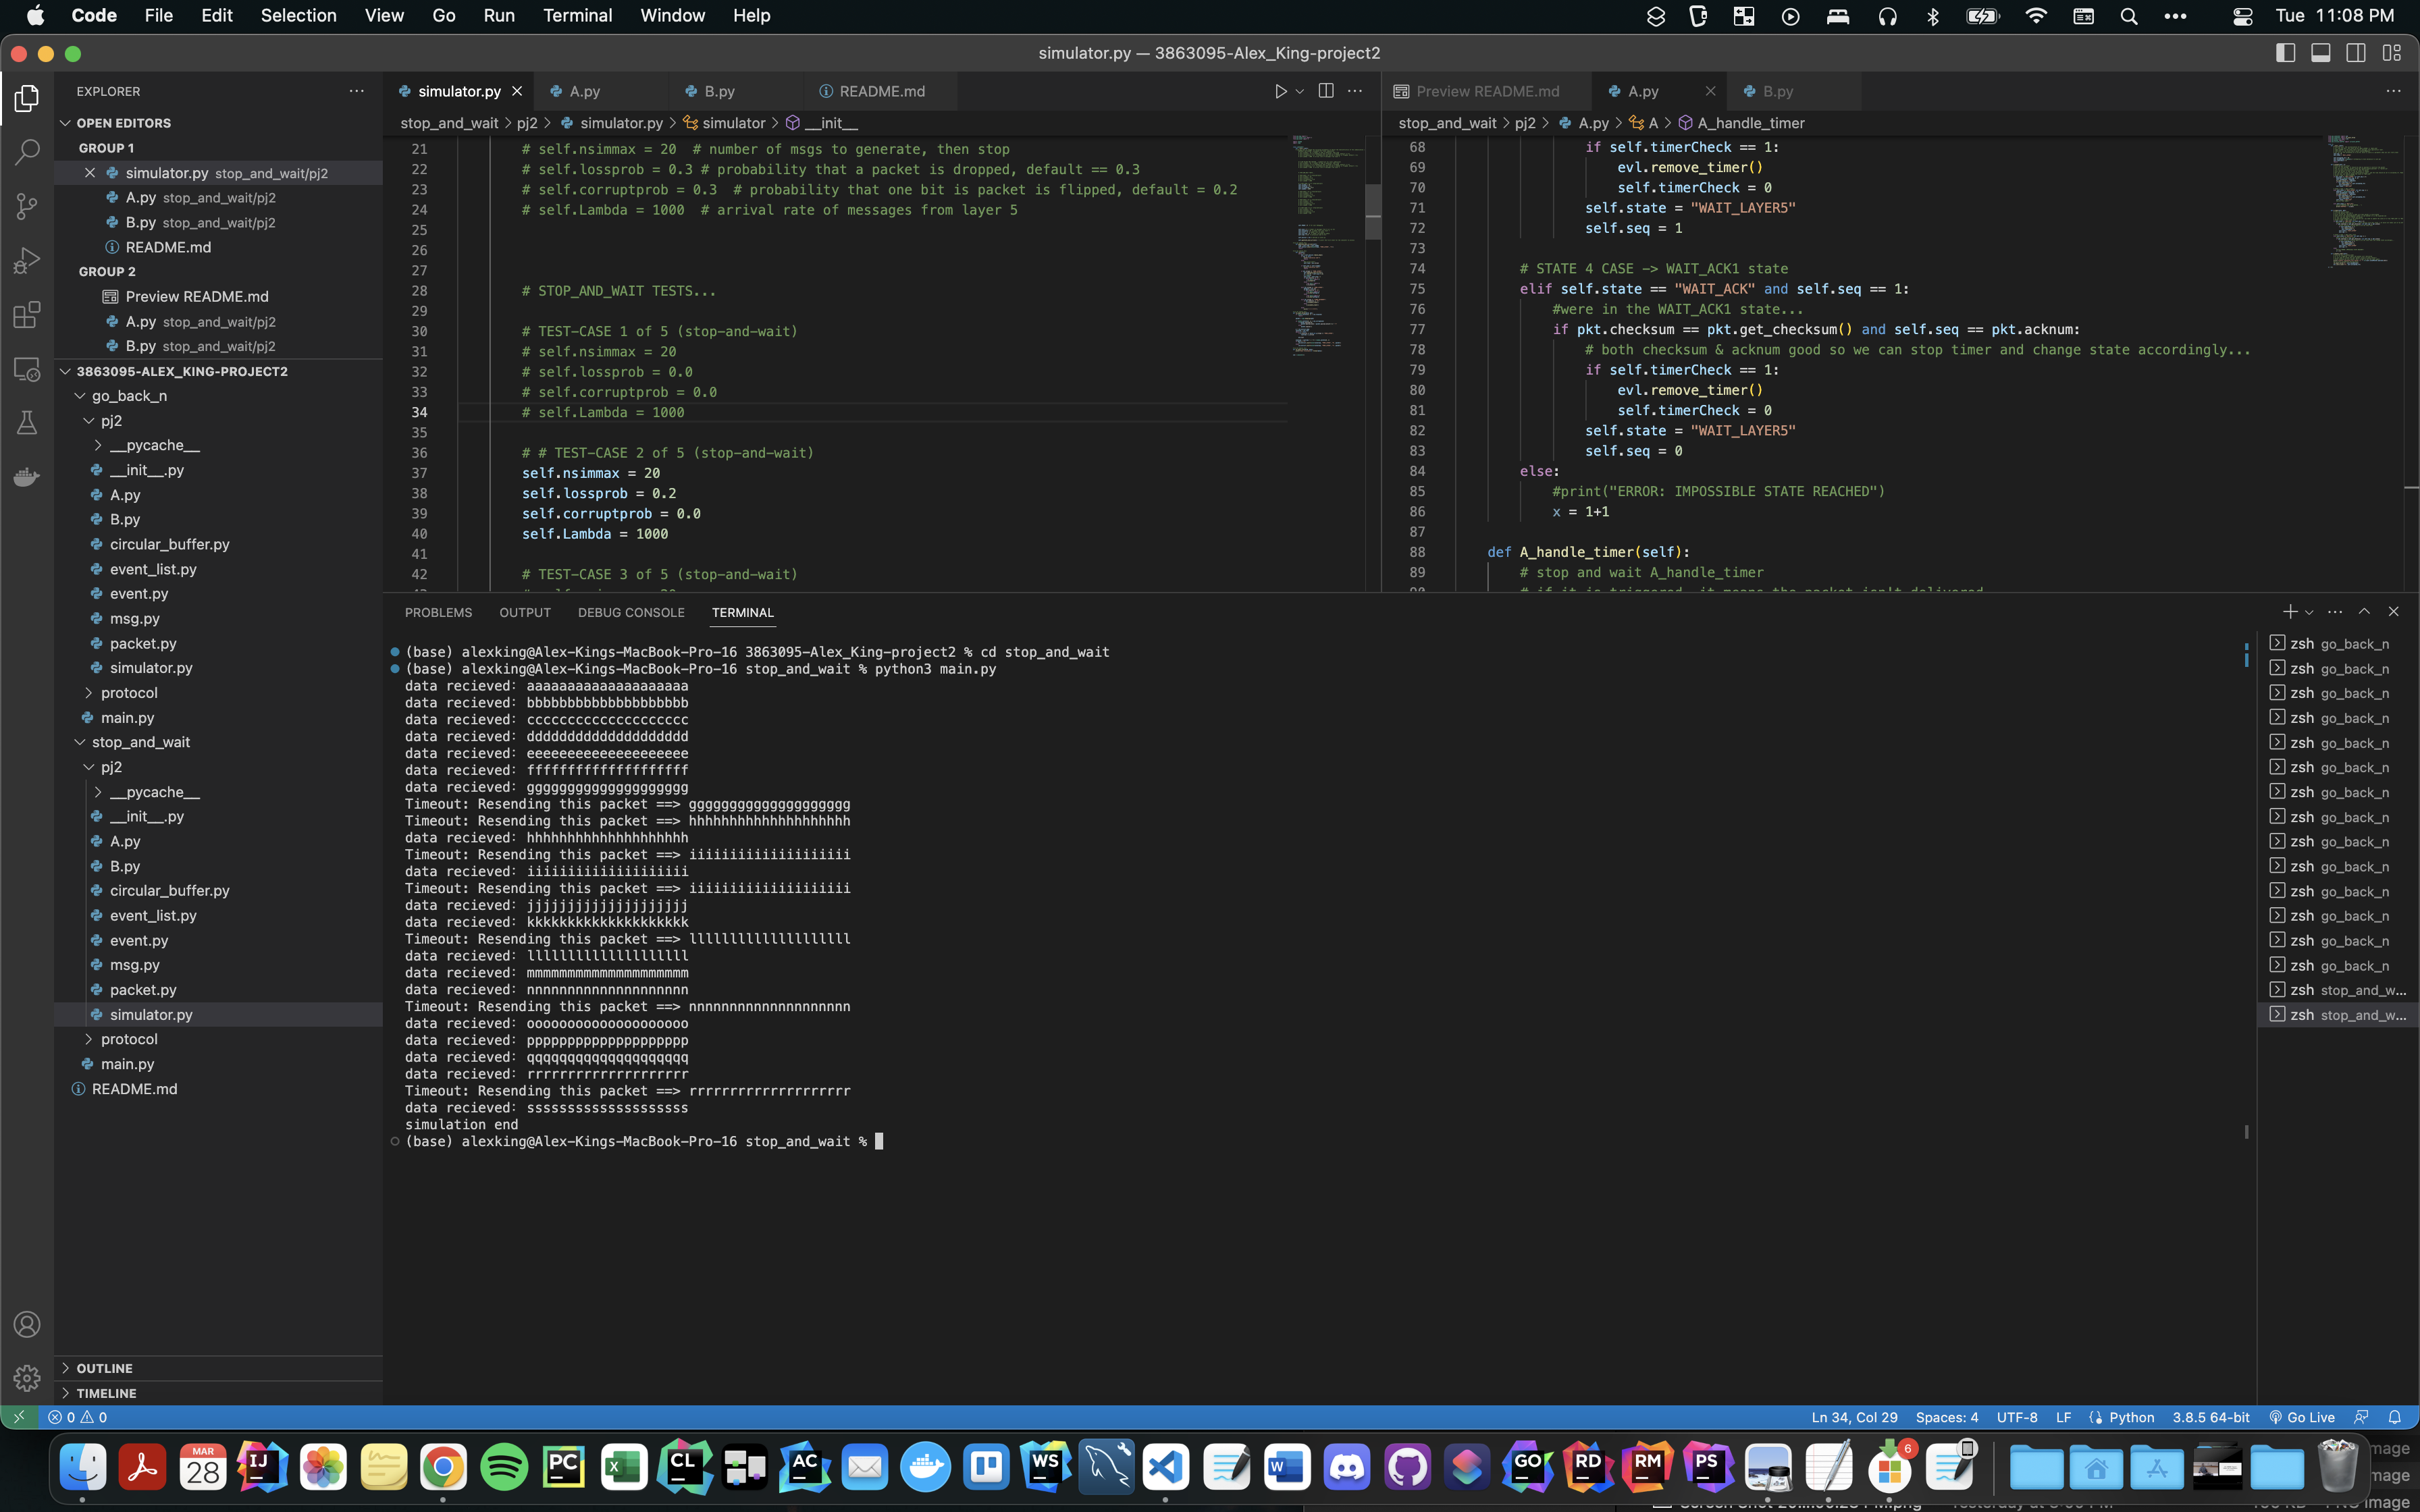 Code File Edit Selection View Go Run Terminal Window Help Tue 11:08 PM
simulator.py — 3863095-Alex_King-project2
EXPLORER
OPEN EDITORS
GROUP 1
simulator.py stop_and_wait/pj2
A.py stop_and_wait/pj2
B.py stop_and_wait/pj2
README.md
GROUP 2
Preview README.md
A.py stop_and_wait/pj2
B.py stop_and_wait/pj2
3863095-ALEX_KING-PROJECT2
go_back_n
pj2
__pycache__
__init__.py
A.py
B.py
circular_buffer.py
event_list.py
event.py
msg.py
packet.py
simulator.py
protocol
main.py
stop_and_wait
pj2
__pycache__
__init__.py
A.py
B.py
circular_buffer.py
event_list.py
event.py
msg.py
packet.py
simulator.py
protocol
main.py
README.md
OUTLINE
TIMELINE
simulator.py A.py B.py README.md
stop_and_wait > pj2 > simulator.py > simulator > __init__
21 # self.nsimmax = 20 # number of msgs to generate, then stop
22 # self.lossprob = 0.3 # probability that a packet is dropped, default == 0.3
23 # self.corruptprob = 0.3 # probability that one bit is packet is flipped, default = 0.2
24 # self.Lambda = 1000 # arrival rate of messages from layer 5
25
26
27
28 # STOP_AND_WAIT TESTS...
29
30 # TEST-CASE 1 of 5 (stop-and-wait)
31 # self.nsimmax = 20
32 # self.lossprob = 0.0
33 # self.corruptprob = 0.0
34 # self.Lambda = 1000
35
36 # # TEST-CASE 2 of 5 (stop-and-wait)
37 self.nsimmax = 20
38 self.lossprob = 0.2
39 self.corruptprob = 0.0
40 self.Lambda = 1000
41
42 # TEST-CASE 3 of 5 (stop-and-wait)
Preview README.md A.py B.py
stop_and_wait > pj2 > A.py > A > A_handle_timer
68 if self.timerCheck == 1:
69 evl.remove_timer()
70 self.timerCheck = 0
71 self.state = "WAIT_LAYER5"
72 self.seq = 1
73
74 # STATE 4 CASE -> WAIT_ACK1 state
75 elif self.state == "WAIT_ACK" and self.seq == 1:
76 #were in the WAIT_ACK1 state...
77 if pkt.checksum == pkt.get_checksum() and self.seq == pkt.acknum:
78 # both checksum & acknum good so we can stop timer and change state accordingly...
79 if self.timerCheck == 1:
80 evl.remove_timer()
81 self.timerCheck = 0
82 self.state = "WAIT_LAYER5"
83 self.seq = 0
84 else:
85 #print("ERROR: IMPOSSIBLE STATE REACHED")
86 x = 1+1
87
88 def A_handle_timer(self):
89 # stop and wait A_handle_timer
PROBLEMS OUTPUT DEBUG CONSOLE TERMINAL
(base) alexking@Alex-Kings-MacBook-Pro-16 3863095-Alex_King-project2 % cd stop_and_wait
(base) alexking@Alex-Kings-MacBook-Pro-16 stop_and_wait % python3 main.py
data recieved: aaaaaaaaaaaaaaaaaaaa
data recieved: bbbbbbbbbbbbbbbbbbbb
data recieved: cccccccccccccccccccc
data recieved: dddddddddddddddddddd
data recieved: eeeeeeeeeeeeeeeeeeee
data recieved: ffffffffffffffffffff
data recieved: gggggggggggggggggggg
Timeout: Resending this packet ==> gggggggggggggggggggg
Timeout: Resending this packet ==> hhhhhhhhhhhhhhhhhhhh
data recieved: hhhhhhhhhhhhhhhhhhhh
Timeout: Resending this packet ==> iiiiiiiiiiiiiiiiiiii
data recieved: iiiiiiiiiiiiiiiiiiii
Timeout: Resending this packet ==> iiiiiiiiiiiiiiiiiiii
data recieved: jjjjjjjjjjjjjjjjjjjj
data recieved: kkkkkkkkkkkkkkkkkkkk
Timeout: Resending this packet ==> llllllllllllllllllll
data recieved: llllllllllllllllllll
data recieved: mmmmmmmmmmmmmmmmmmmm
data recieved: nnnnnnnnnnnnnnnnnnnn
Timeout: Resending this packet ==> nnnnnnnnnnnnnnnnnnnn
data recieved: oooooooooooooooooooo
data recieved: pppppppppppppppppppp
data recieved: qqqqqqqqqqqqqqqqqqqq
data recieved: rrrrrrrrrrrrrrrrrrrr
Timeout: Resending this packet ==> rrrrrrrrrrrrrrrrrrrr
data recieved: ssssssssssssssssssss
simulation end
(base) alexking@Alex-Kings-MacBook-Pro-16 stop_and_wait %
zsh go_back_n
zsh go_back_n
zsh go_back_n
zsh go_back_n
zsh go_back_n
zsh go_back_n
zsh go_back_n
zsh go_back_n
zsh go_back_n
zsh go_back_n
zsh go_back_n
zsh go_back_n
zsh go_back_n
zsh go_back_n
zsh stop_and_w...
zsh stop_and_w...
0 0 Ln 34, Col 29 Spaces: 4 UTF-8 LF Python 3.8.5 64-bit Go Live
MAR
28
IJ PC CL AC WS W GO RD RM PS 6